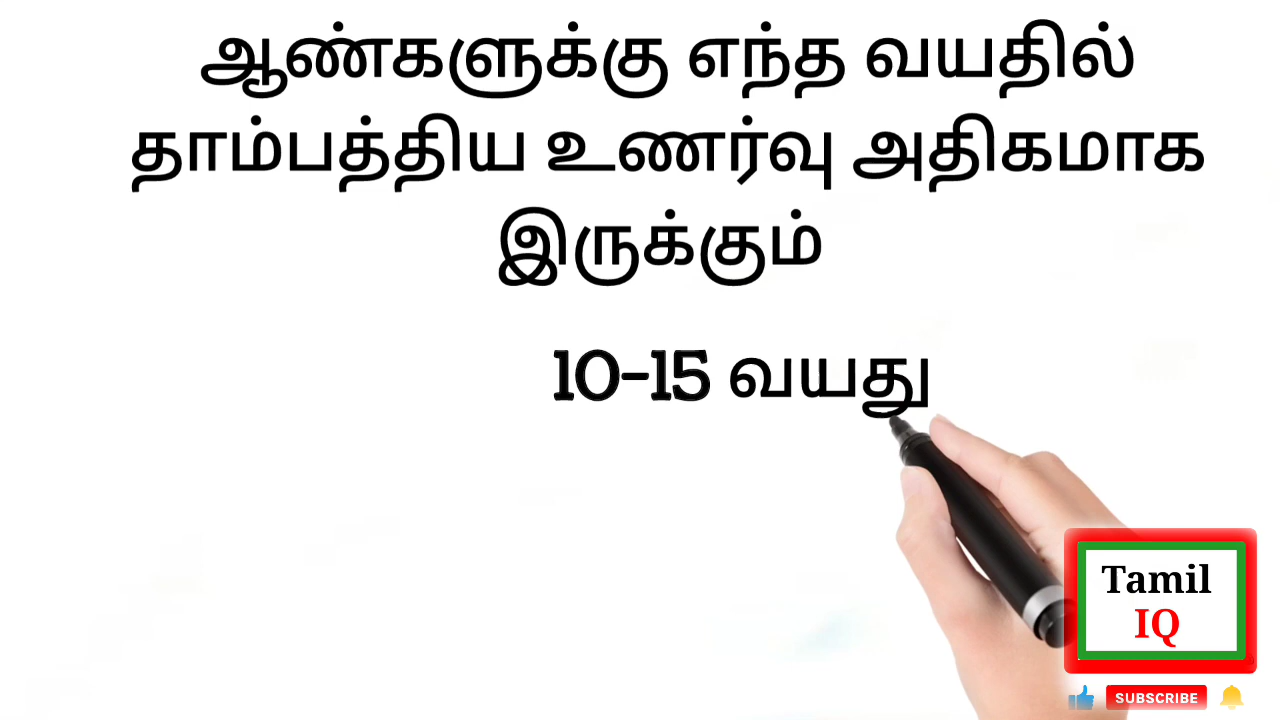 ஆண்களுக்கு எந்த வயதில்
தாம்பத்திய உணர்வு அதிகமாக
இருக்கும்
10-15 வயது
Tamil
IQ
SUBSCRIBE